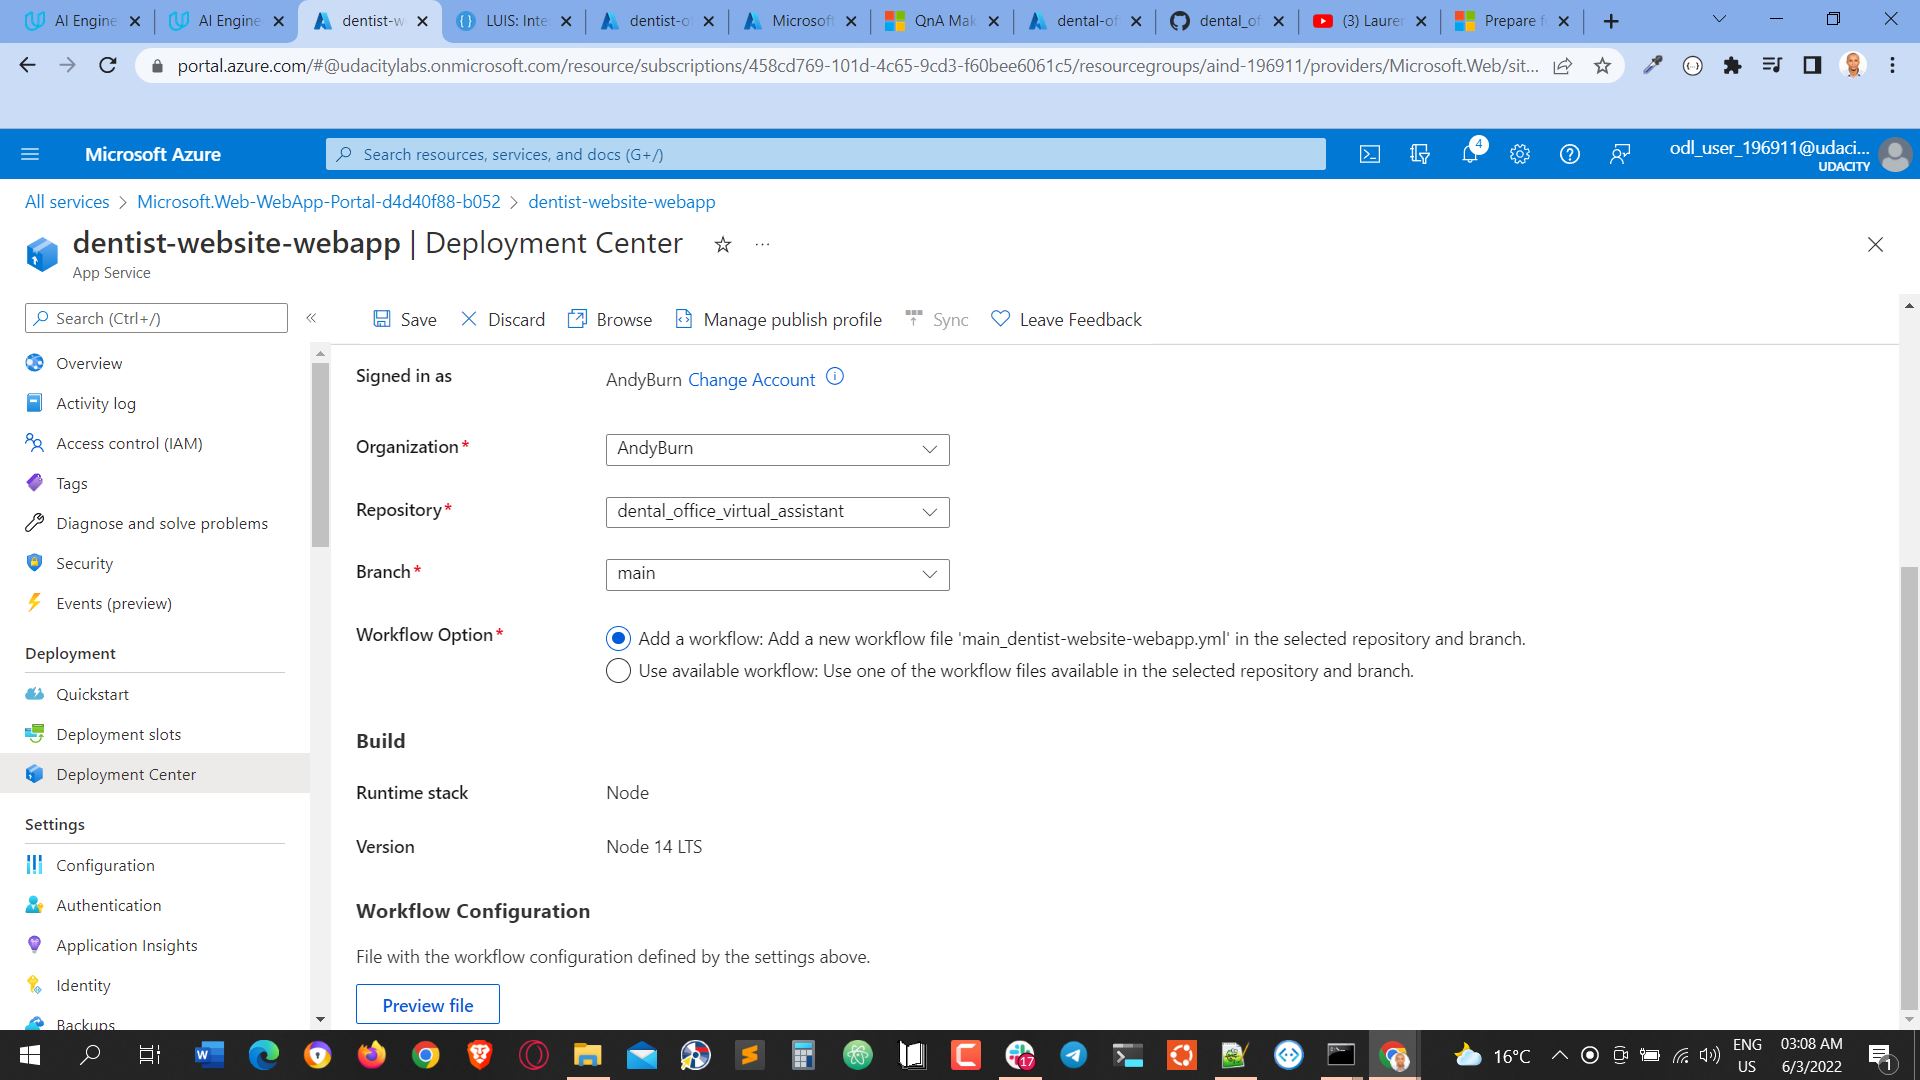 AI Engine
AI Engine
dentist-w
LUIS: Inte
dentist-o
Microsoft
QnA Mak
dental-of
dental_of
(3) Lauren
Prepare f
portal.azure.com/#@udacitylabs.onmicrosoft.com/resource/subscriptions/458cd769-101d-4c65-9cd3-f60bee6061c5/resourcegroups/aind-196911/providers/Microsoft.Web/sit...
Microsoft Azure
Search resources, services, and docs (G+/)
4
odl_user_196911@udaci...
UDACITY
All services > Microsoft.Web-WebApp-Portal-d4d40f88-b052 > dentist-website-webapp
dentist-website-webapp | Deployment Center
App Service
Search (Ctrl+/)
Save
Discard
Browse
Manage publish profile
Sync
Leave Feedback
Overview
Activity log
Access control (IAM)
Tags
Diagnose and solve problems
Security
Events (preview)
Deployment
Quickstart
Deployment slots
Deployment Center
Settings
Configuration
Authentication
Application Insights
Identity
Backups
Signed in as
AndyBurn Change Account
Organization*
AndyBurn
Repository*
dental_office_virtual_assistant
Branch*
main
Workflow Option*
Add a workflow: Add a new workflow file 'main_dentist-website-webapp.yml' in the selected repository and branch.
Use available workflow: Use one of the workflow files available in the selected repository and branch.
Build
Runtime stack
Node
Version
Node 14 LTS
Workflow Configuration
File with the workflow configuration defined by the settings above.
Preview file
17
16°C
ENG
US
03:08 AM
6/3/2022
1